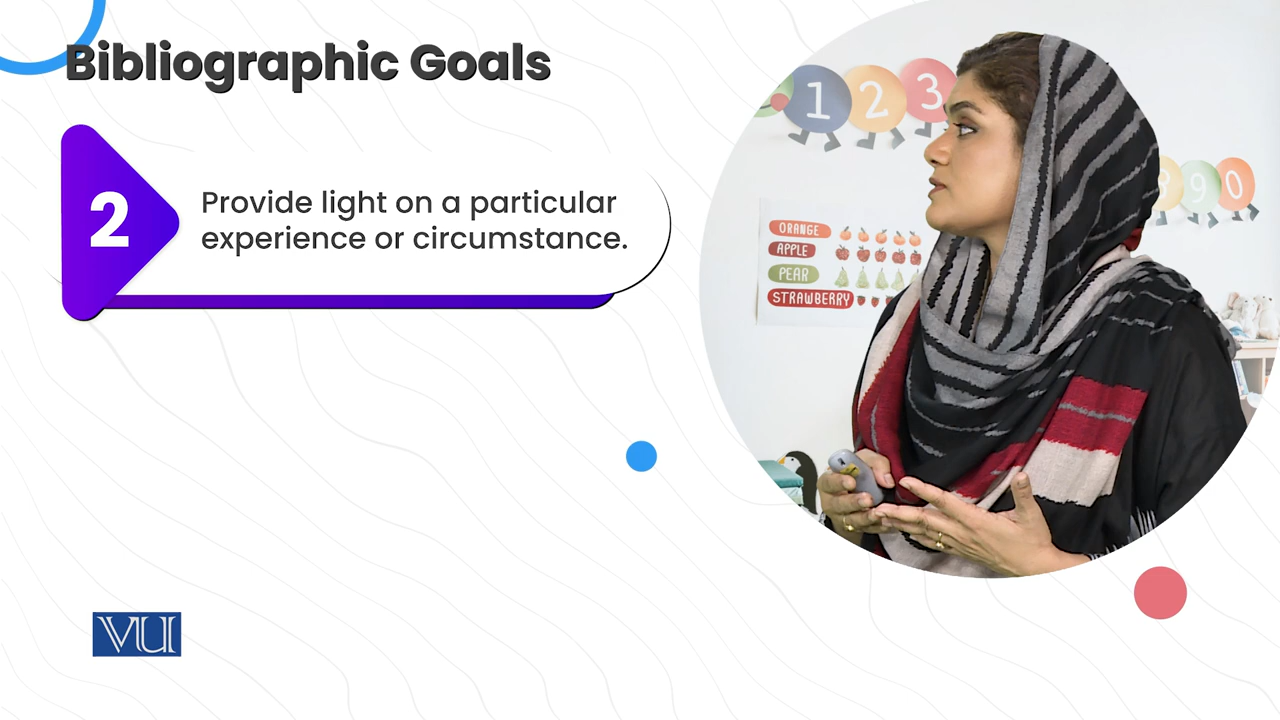 Bibliographic Goals
2
Provide light on a particular
experience or circumstance.
1 2 3
8 9 0
ORANGE
APPLE
PEAR
STRAWBERRY
VU